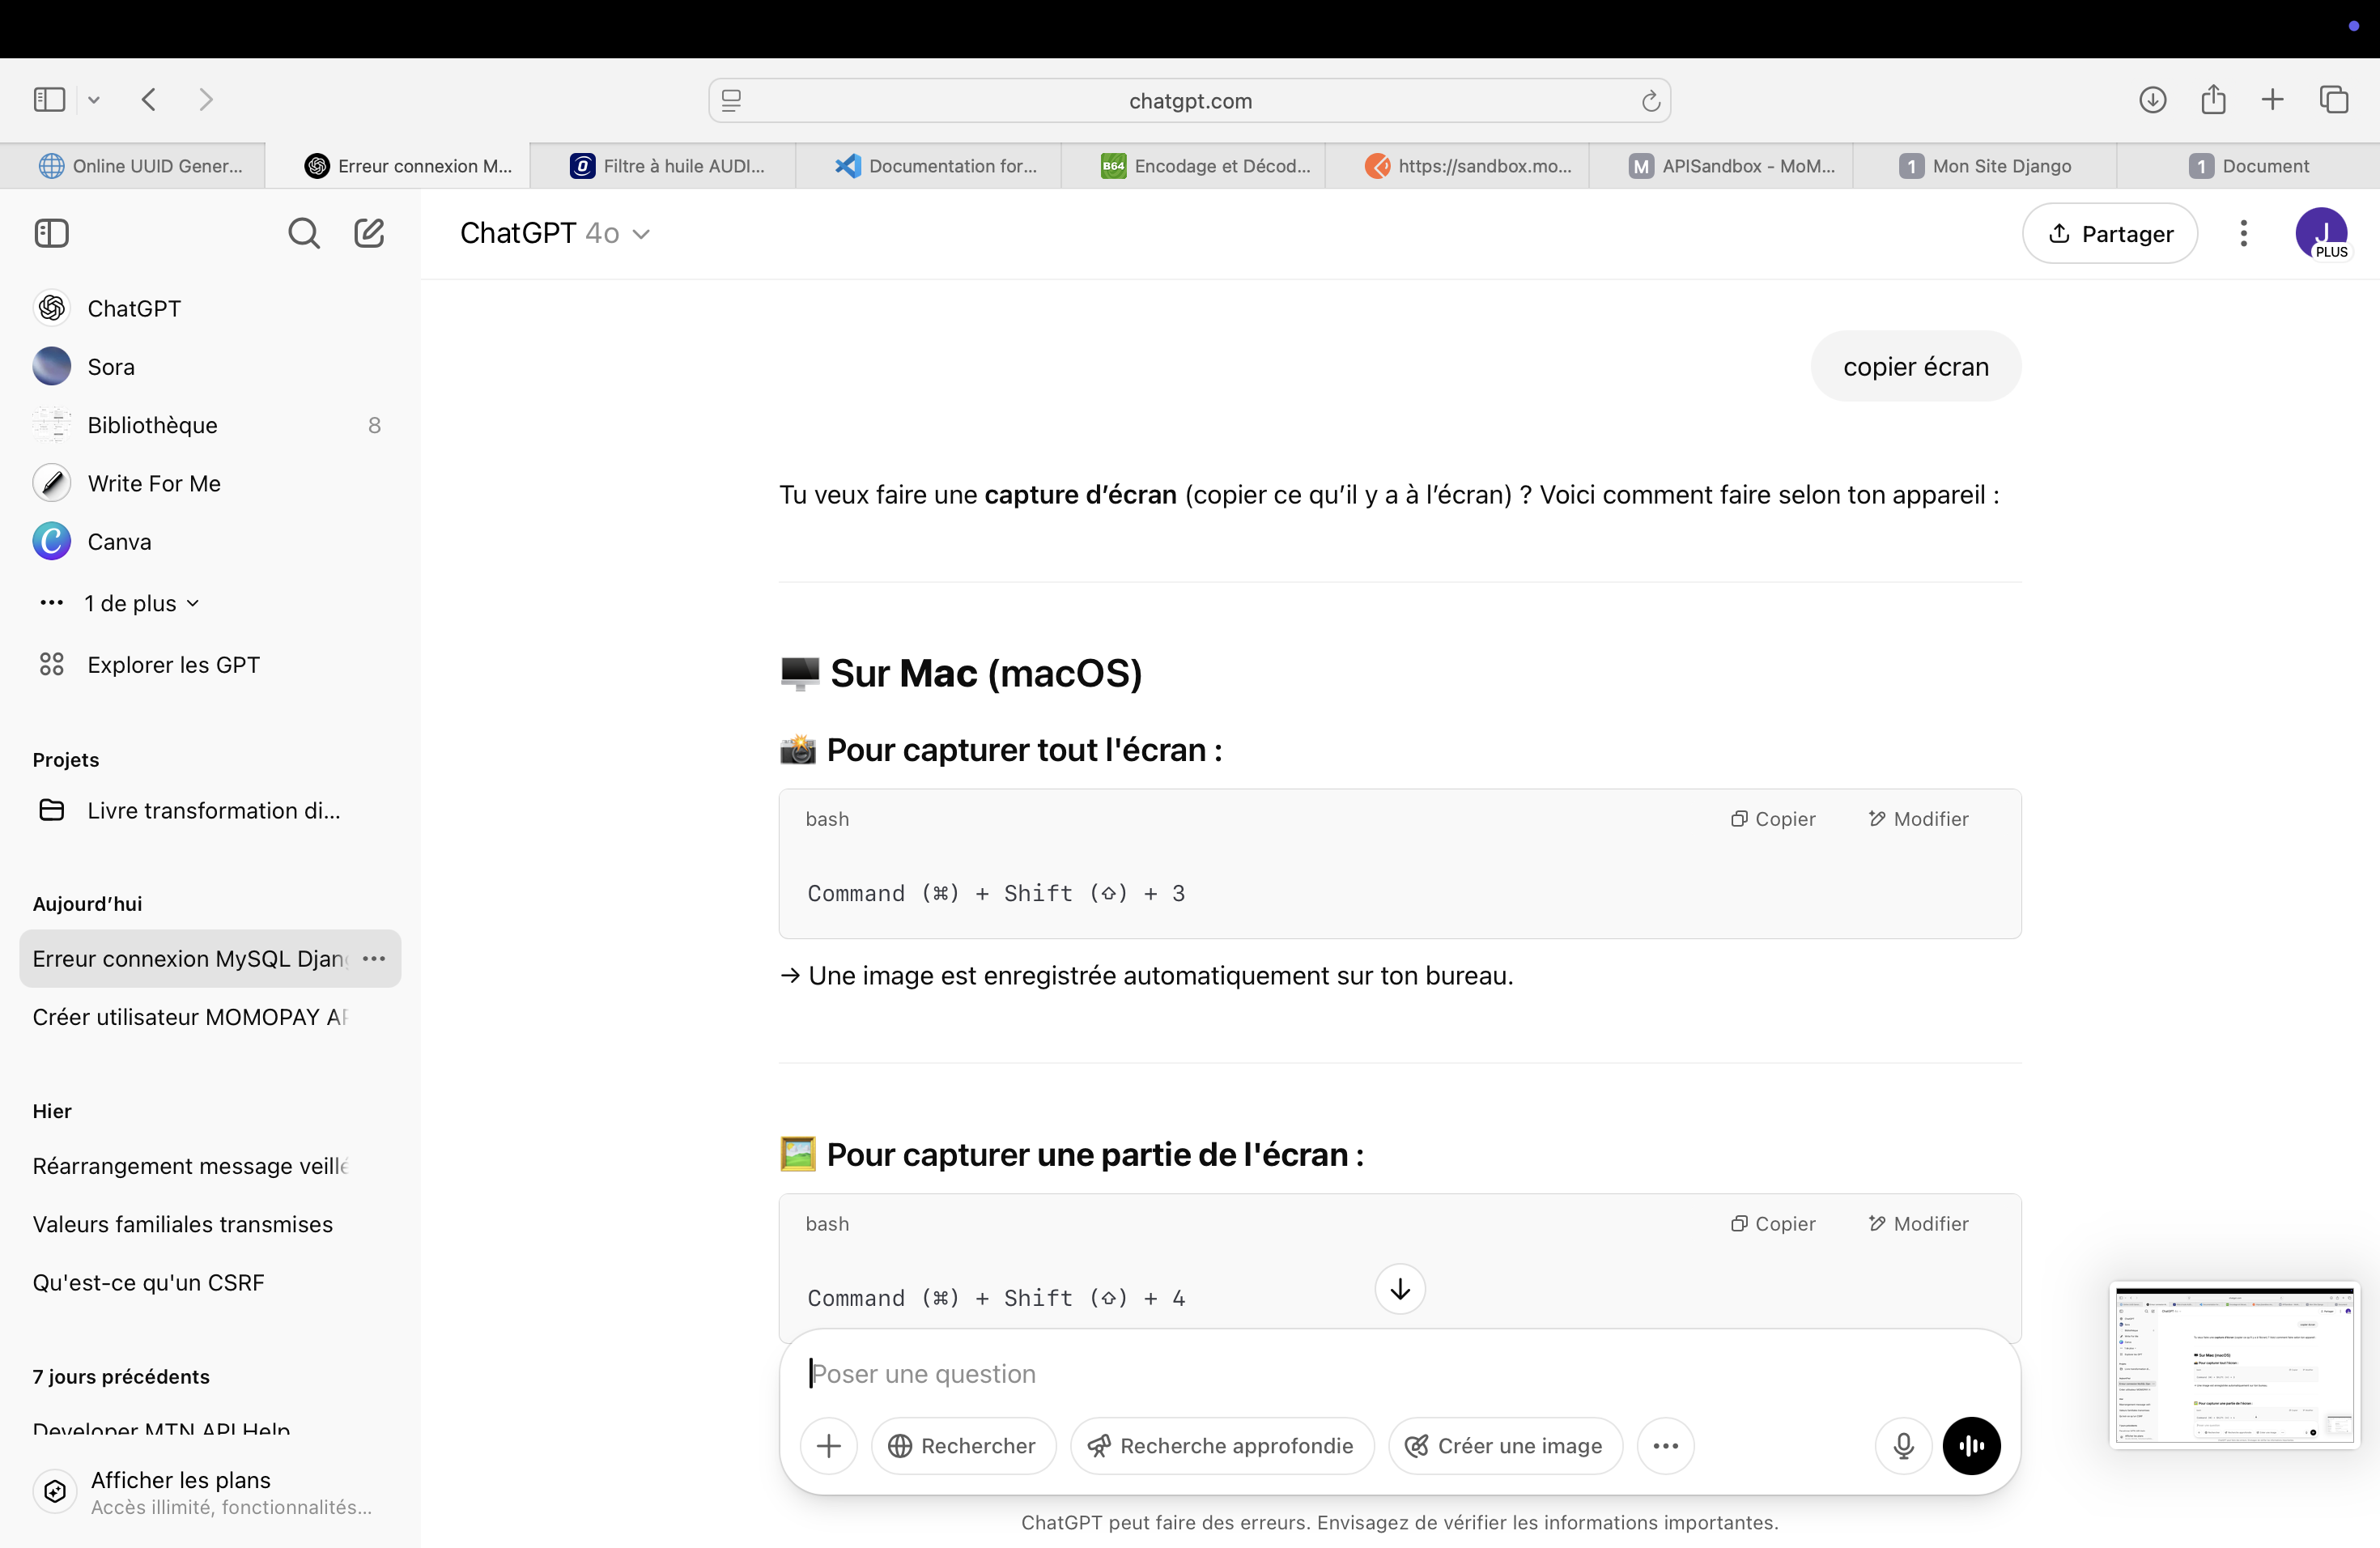 chatgpt.com
Online UUID Gener...
Erreur connexion M...
Filtre à huile AUDI...
Documentation for...
B64 Encodage et Décod...
https://sandbox.mo...
M APISandbox - MoM...
1 Mon Site Django
1 Document
ChatGPT 4o
Partager
J
PLUS
ChatGPT
Sora
Bibliothèque 8
Write For Me
Canva
1 de plus
Explorer les GPT
Projets
Livre transformation di...
Aujourd’hui
Erreur connexion MySQL Djang
Créer utilisateur MOMOPAY AP
Hier
Réarrangement message veillé
Valeurs familiales transmises
Qu'est-ce qu'un CSRF
7 jours précédents
Developer MTN API Help
Afficher les plans
Accès illimité, fonctionnalités...
copier écran
Tu veux faire une capture d’écran (copier ce qu’il y a à l’écran) ? Voici comment faire selon ton appareil :
Sur Mac (macOS)
Pour capturer tout l'écran :
bash Copier Modifier
Command (⌘) + Shift (⇧) + 3
→ Une image est enregistrée automatiquement sur ton bureau.
Pour capturer une partie de l'écran :
bash Copier Modifier
Command (⌘) + Shift (⇧) + 4
Poser une question
Rechercher
Recherche approfondie
Créer une image
ChatGPT peut faire des erreurs. Envisagez de vérifier les informations importantes.